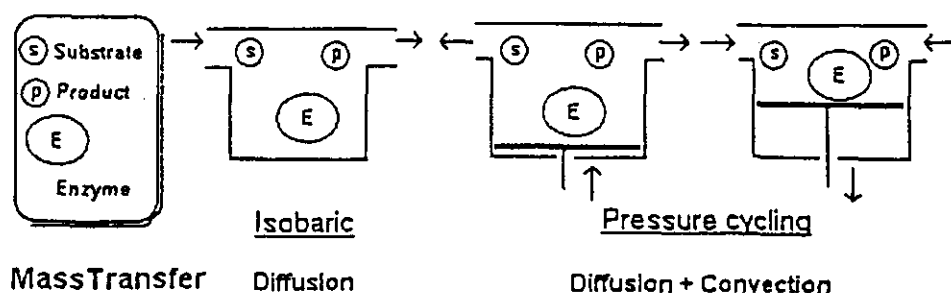 S Substrate
P Product
E
Enzyme
S P
E
S P
E
S P
E
Isobaric
Pressure cycling
MassTransfer Diffusion Diffusion + Convection